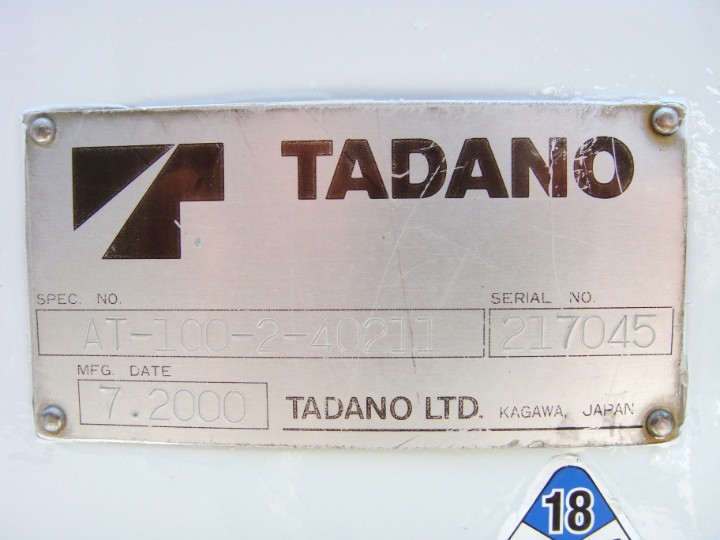 TADANO
SPEC. NO. SERIAL NO.
AT-100-2-40211 217045
MFG. DATE
7.2000 TADANO LTD. KAGAWA, JAPAN
18